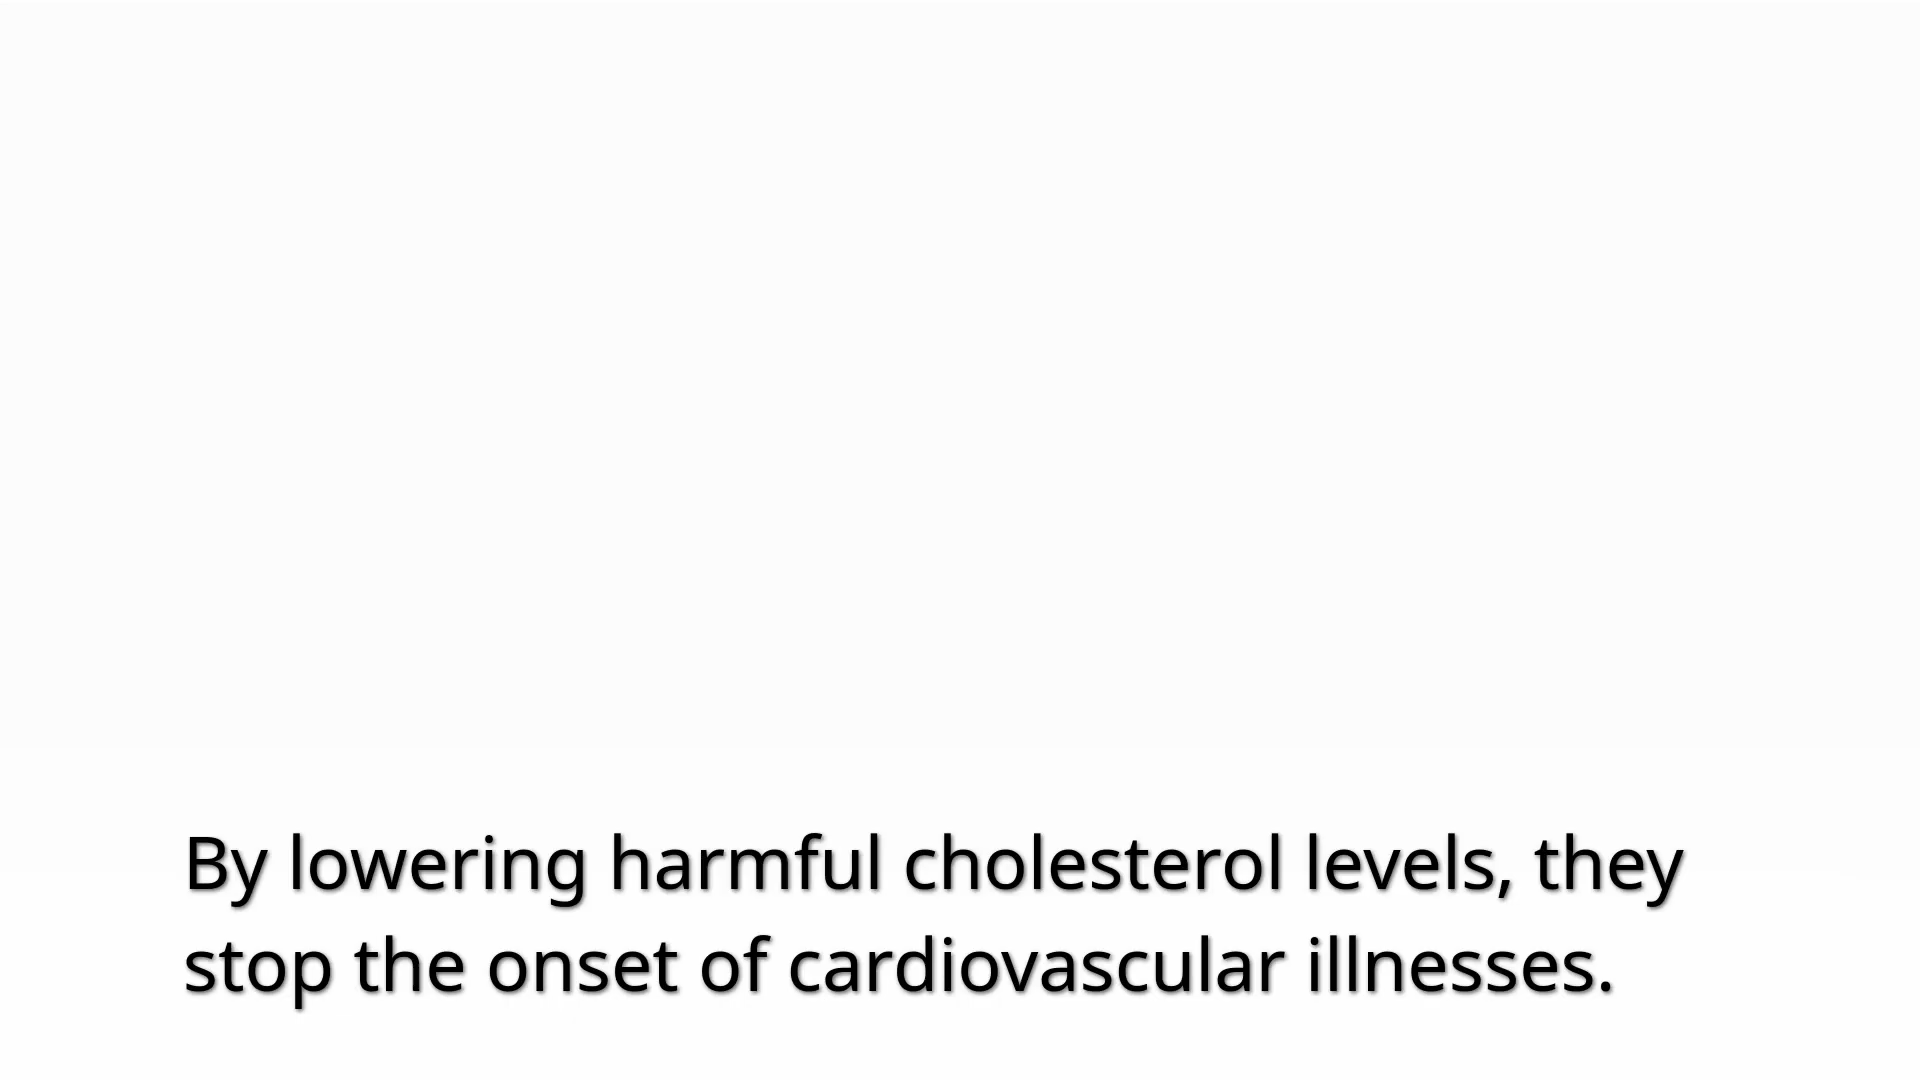 By lowering harmful cholesterol levels, they
stop the onset of cardiovascular illnesses.